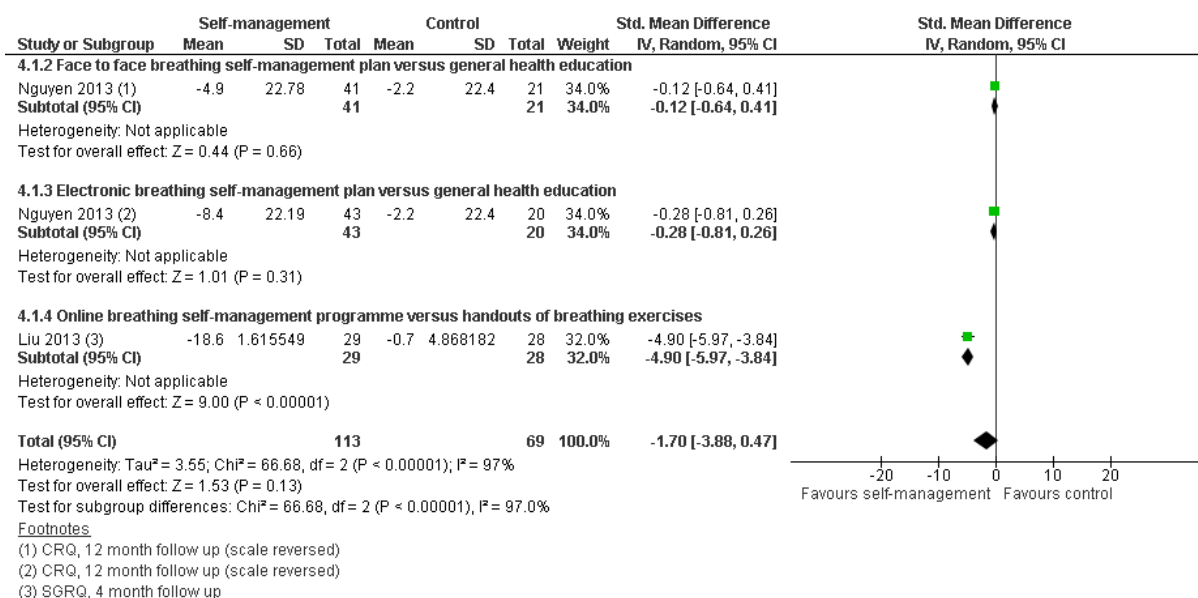 Self-management Control Std. Mean Difference Std. Mean Difference
Study or Subgroup Mean SD Total Mean SD Total Weight IV, Random, 95% CI IV, Random, 95% CI
4.1.2 Face to face breathing self-management plan versus general health education
Nguyen 2013 (1) -4.9 22.78 41 -2.2 22.4 21 34.0% -0.12 [-0.64, 0.41]
Subtotal (95% CI) 41 21 34.0% -0.12 [-0.64, 0.41]
Heterogeneity: Not applicable
Test for overall effect: Z = 0.44 (P = 0.66)
4.1.3 Electronic breathing self-management plan versus general health education
Nguyen 2013 (2) -8.4 22.19 43 -2.2 22.4 20 34.0% -0.28 [-0.81, 0.26]
Subtotal (95% CI) 43 20 34.0% -0.28 [-0.81, 0.26]
Heterogeneity: Not applicable
Test for overall effect: Z = 1.01 (P = 0.31)
4.1.4 Online breathing self-management programme versus handouts of breathing exercises
Liu 2013 (3) -18.6 1.615549 29 -0.7 4.868182 28 32.0% -4.90 [-5.97, -3.84]
Subtotal (95% CI) 29 28 32.0% -4.90 [-5.97, -3.84]
Heterogeneity: Not applicable
Test for overall effect: Z = 9.00 (P < 0.00001)
Total (95% CI) 113 69 100.0% -1.70 [-3.88, 0.47]
Heterogeneity: Tau² = 3.55; Chi² = 66.68, df = 2 (P < 0.00001); I² = 97%
Test for overall effect: Z = 1.53 (P = 0.13)
Test for subgroup differences: Chi² = 66.68, df = 2 (P < 0.00001), I² = 97.0%
-20 -10 0 10 20
Favours self-management Favours control
Footnotes
(1) CRQ, 12 month follow up (scale reversed)
(2) CRQ, 12 month follow up (scale reversed)
(3) SGRQ, 4 month follow up